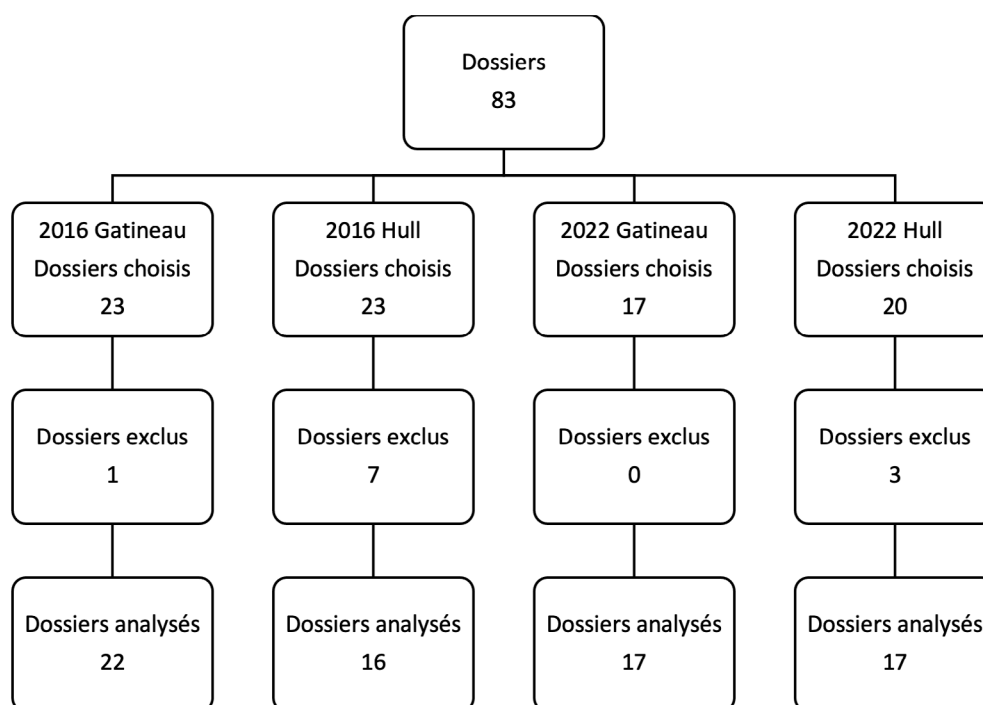 Dossiers
83
2016 Gatineau
Dossiers choisis
23
2016 Hull
Dossiers choisis
23
2022 Gatineau
Dossiers choisis
17
2022 Hull
Dossiers choisis
20
Dossiers exclus
1
Dossiers exclus
7
Dossiers exclus
0
Dossiers exclus
3
Dossiers analysés
22
Dossiers analysés
16
Dossiers analysés
17
Dossiers analysés
17